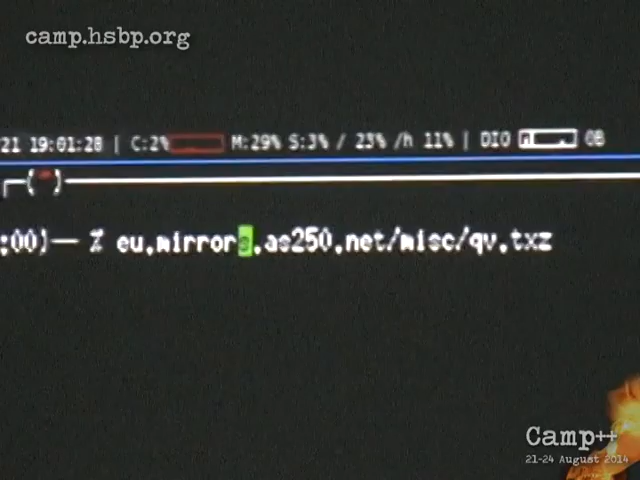 camp.hsbp.org
21 19:01:28 | C:2% M:29% S:3% / 23% /h 11% | DIO 0B
:00)— % eu.mirrors.as250.net/misc/qv.txz
Camp++
21-24 August 2014